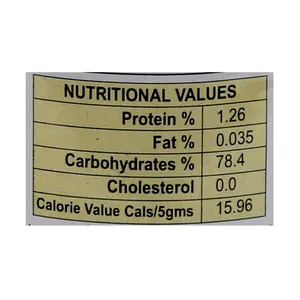 NUTRITIONAL VALUES
Protein % 1.26
Fat % 0.035
Carbohydrates % 78.4
Cholesterol 0.0
Calorie Value Cals/5gms 15.96